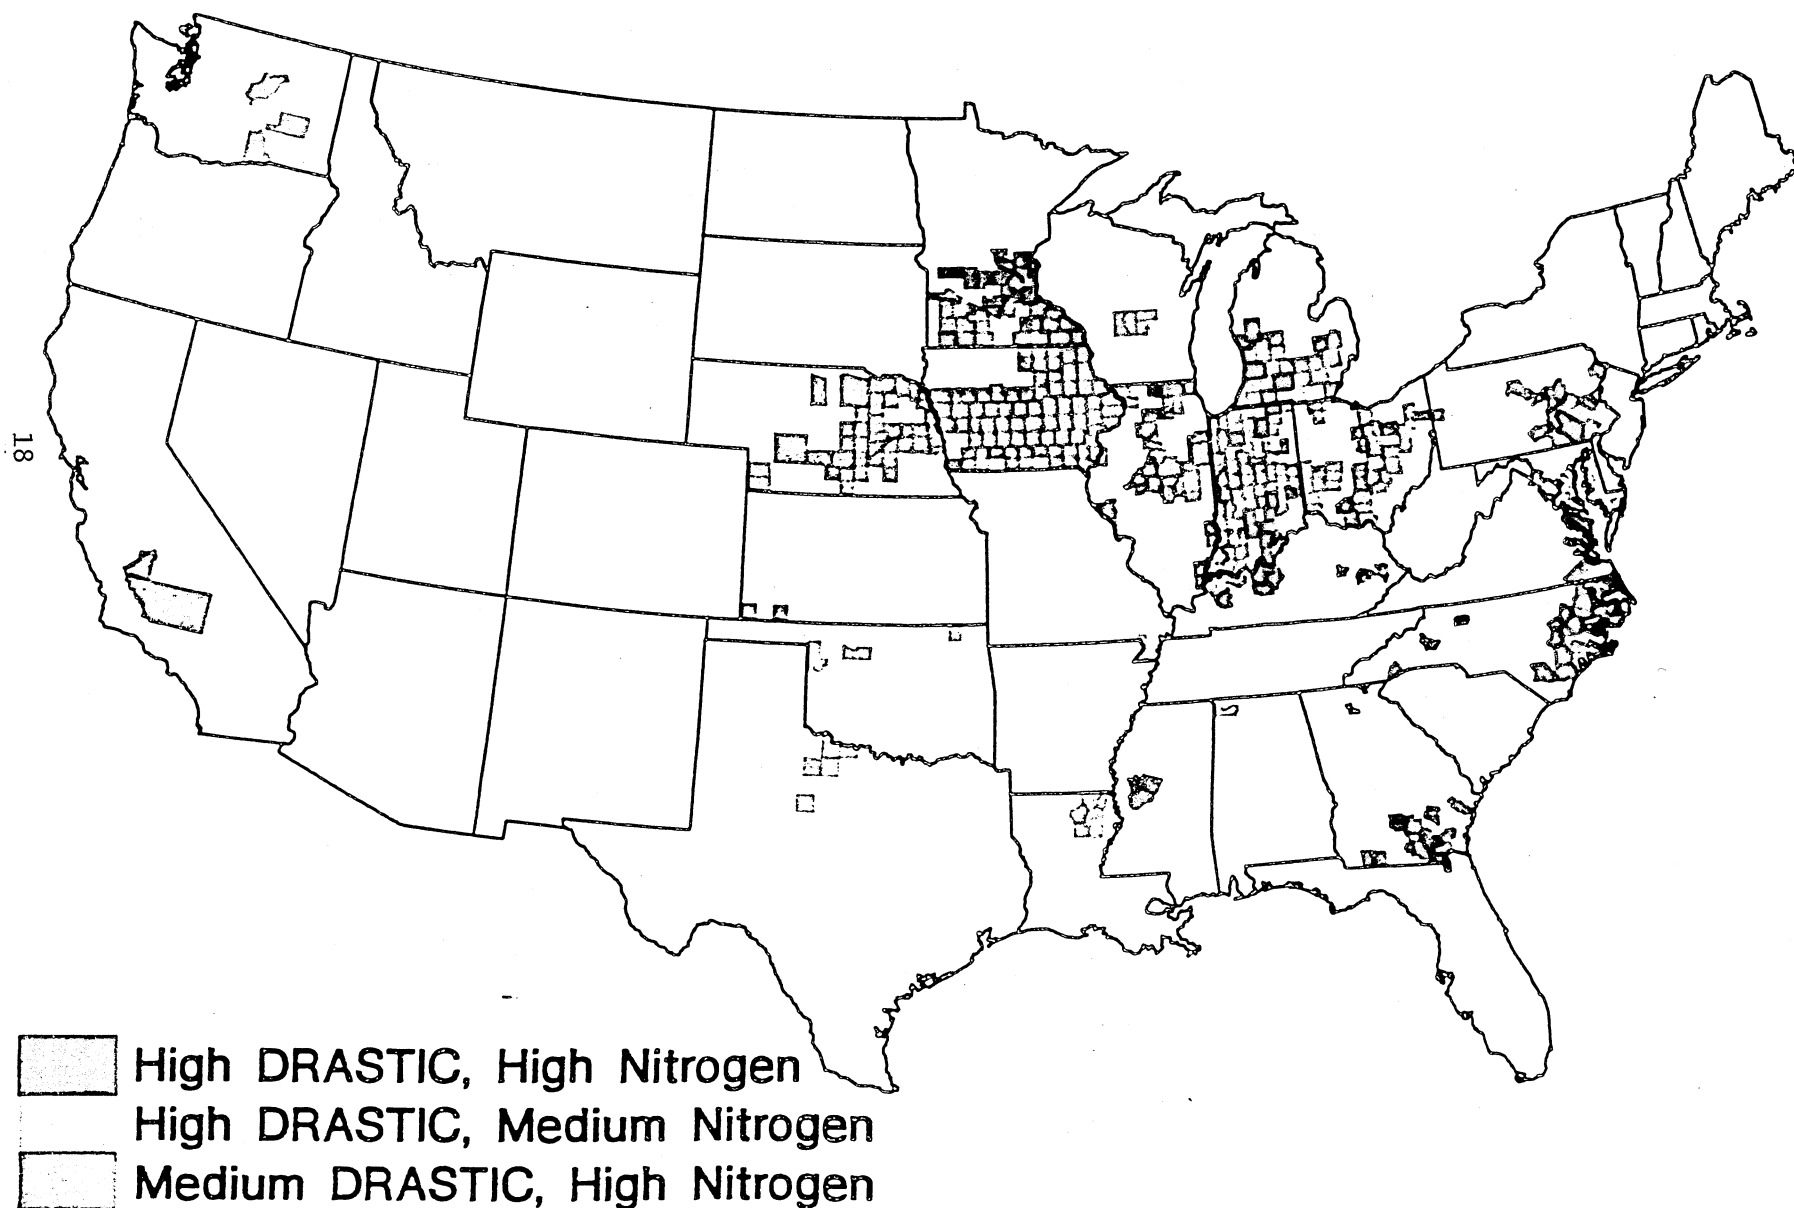 18
High DRASTIC, High Nitrogen
High DRASTIC, Medium Nitrogen
Medium DRASTIC, High Nitrogen